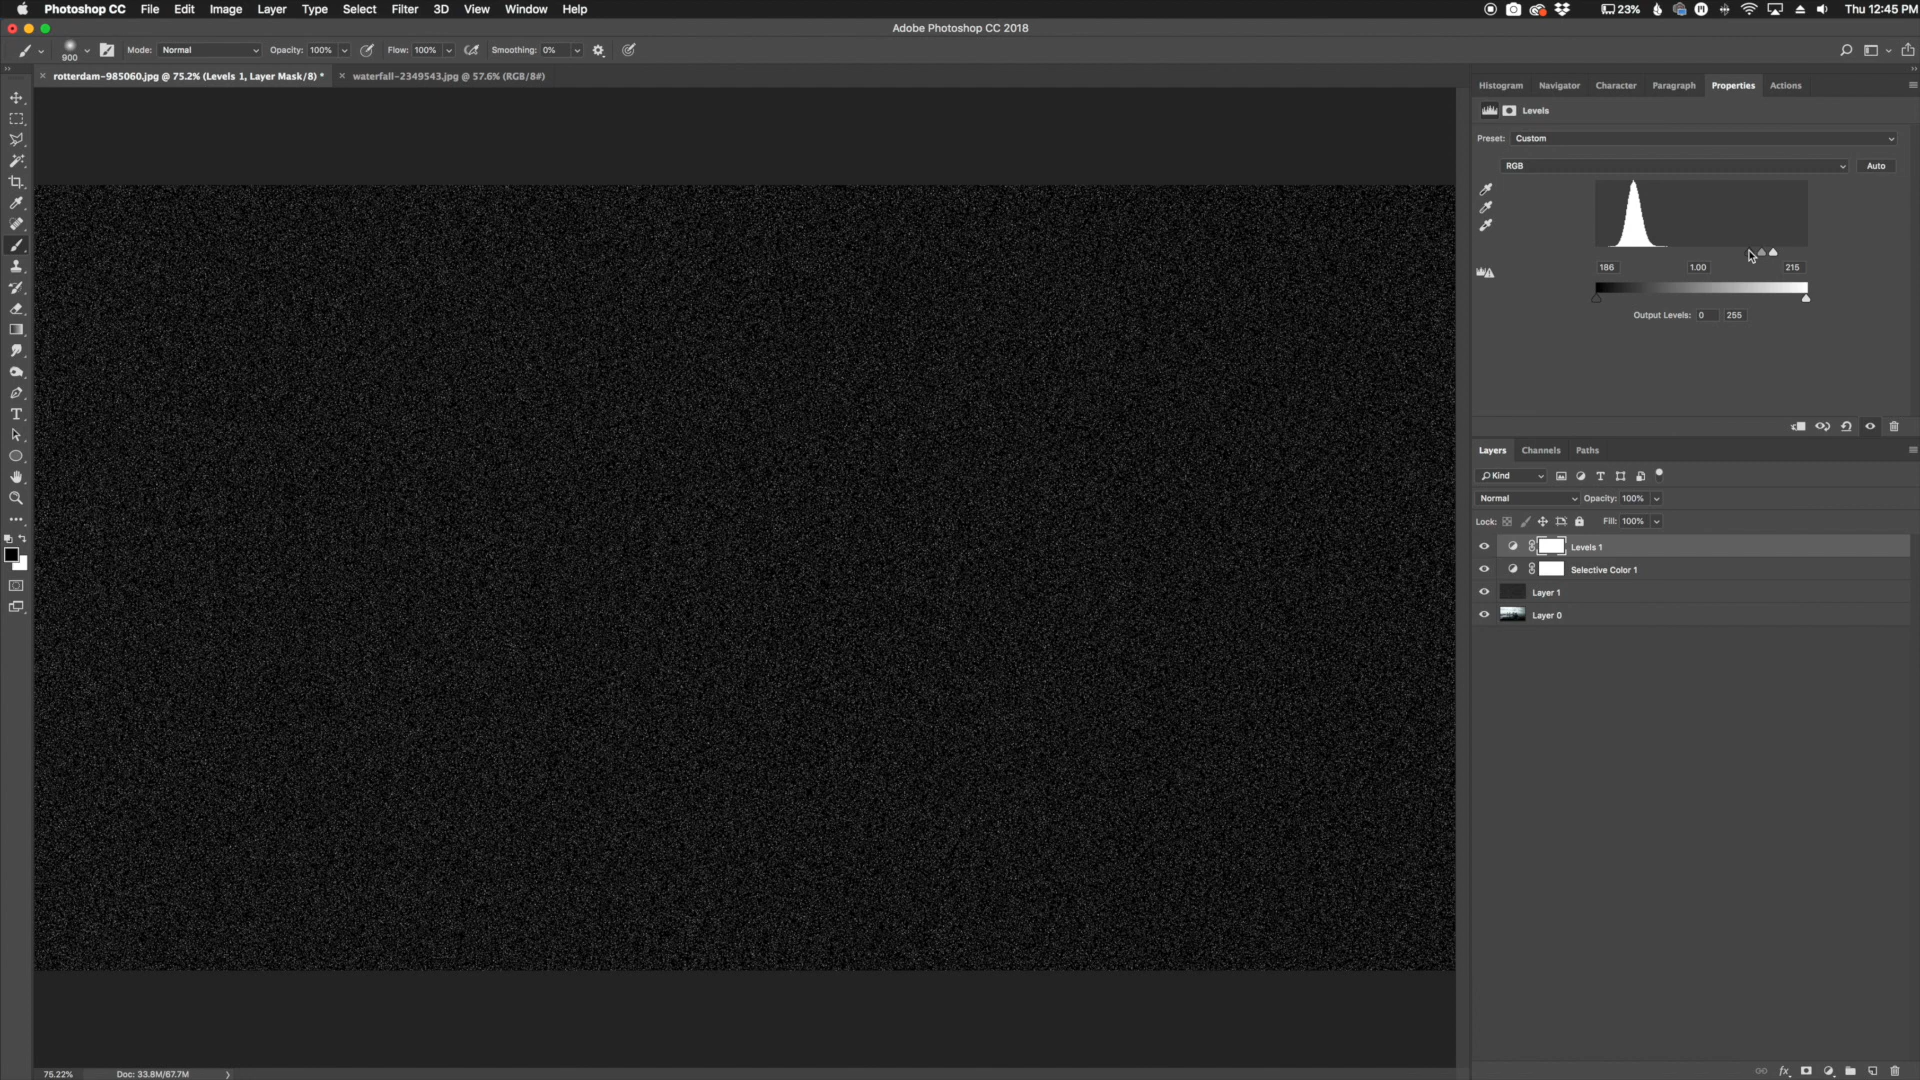 Photoshop CC File Edit Image Layer Type Select Filter 3D View Window Help 23% Thu 12:45 PM
Adobe Photoshop CC 2018
900 Mode: Normal Opacity: 100% Flow: 100% Smoothing: 0%
rotterdam-985060.jpg @ 75.2% (Levels 1, Layer Mask/8) * waterfall-2349543.jpg @ 57.6% (RGB/8#)
Histogram Navigator Character Paragraph Properties Actions
Levels
Preset: Custom
RGB Auto
186 1.00 215
Output Levels: 0 255
Layers Channels Paths
Kind
Normal Opacity: 100%
Lock: Fill: 100%
Levels 1
Selective Color 1
Layer 1
Layer 0
75.22% Doc: 33.8M/67.7M